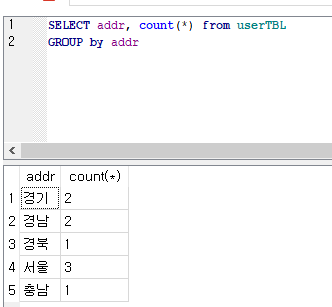 1 SELECT addr, count(*) from userTBL
2 GROUP by addr
addr count(*)
1 경기 2
2 경남 2
3 경북 1
4 서울 3
5 충남 1